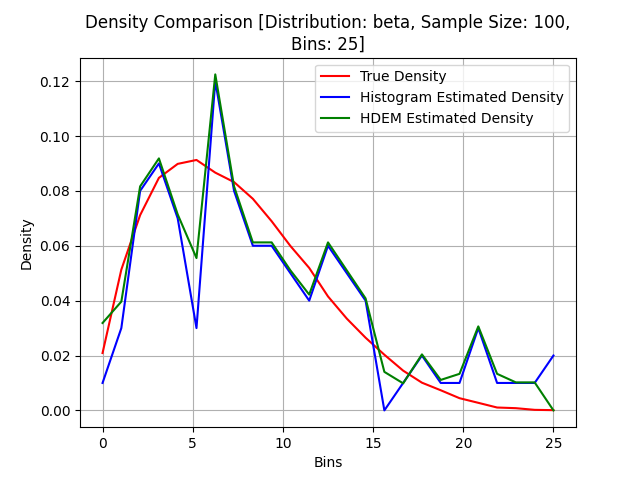 Density Comparison [Distribution: beta, Sample Size: 100,
Bins: 25]
True Density
Histogram Estimated Density
HDEM Estimated Density
Density
0.12
0.10
0.08
0.06
0.04
0.02
0.00
0
5
10
15
20
25
Bins